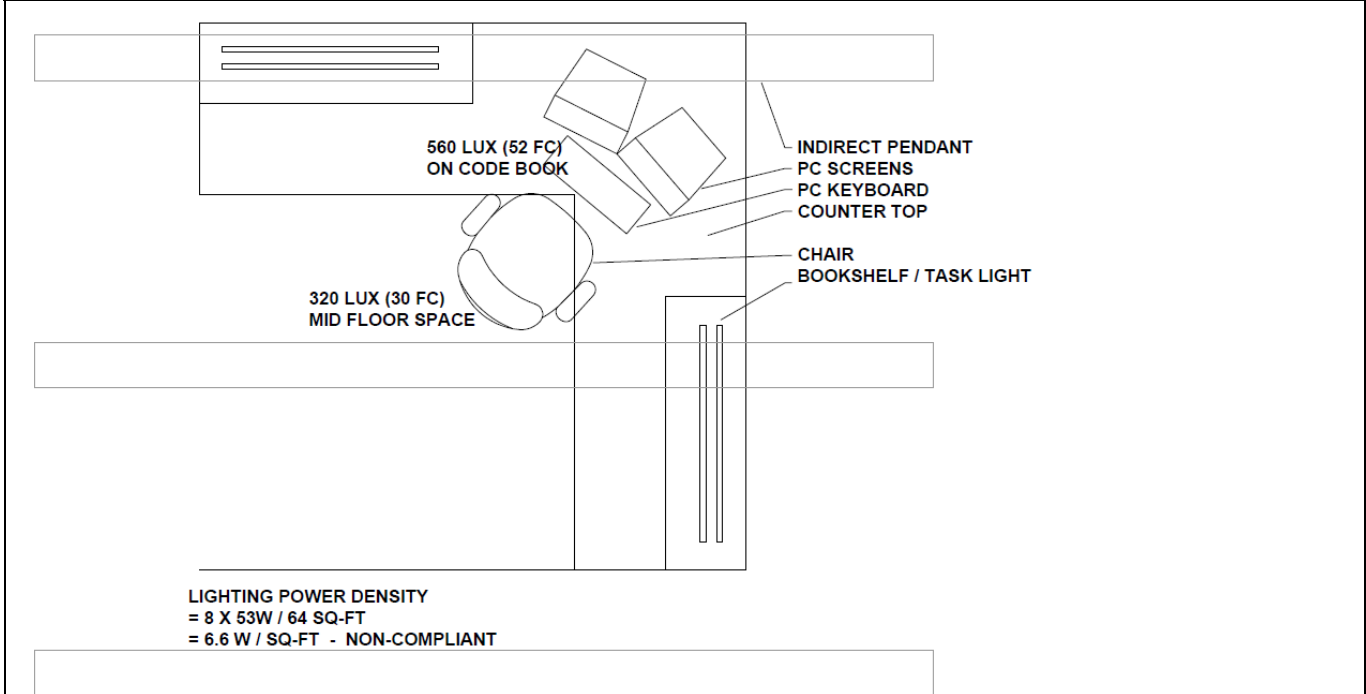 560 LUX (52 FC)
ON CODE BOOK
INDIRECT PENDANT
PC SCREENS
PC KEYBOARD
COUNTER TOP
CHAIR
BOOKSHELF / TASK LIGHT
320 LUX (30 FC)
MID FLOOR SPACE
LIGHTING POWER DENSITY
= 8 X 53W / 64 SQ-FT
= 6.6 W / SQ-FT - NON-COMPLIANT